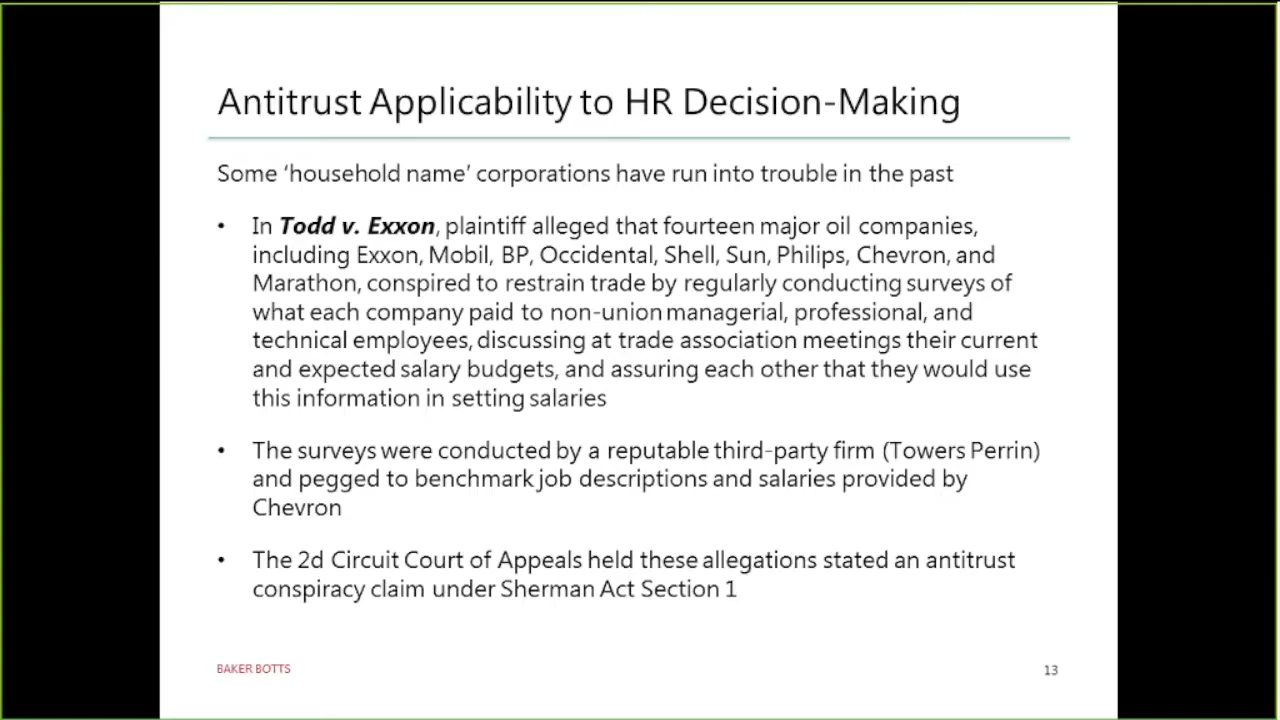 Antitrust Applicability to HR Decision-Making
Some ‘household name’ corporations have run into trouble in the past
• In Todd v. Exxon, plaintiff alleged that fourteen major oil companies,
including Exxon, Mobil, BP, Occidental, Shell, Sun, Philips, Chevron, and
Marathon, conspired to restrain trade by regularly conducting surveys of
what each company paid to non-union managerial, professional, and
technical employees, discussing at trade association meetings their current
and expected salary budgets, and assuring each other that they would use
this information in setting salaries
• The surveys were conducted by a reputable third-party firm (Towers Perrin)
and pegged to benchmark job descriptions and salaries provided by
Chevron
• The 2d Circuit Court of Appeals held these allegations stated an antitrust
conspiracy claim under Sherman Act Section 1
BAKER BOTTS
13